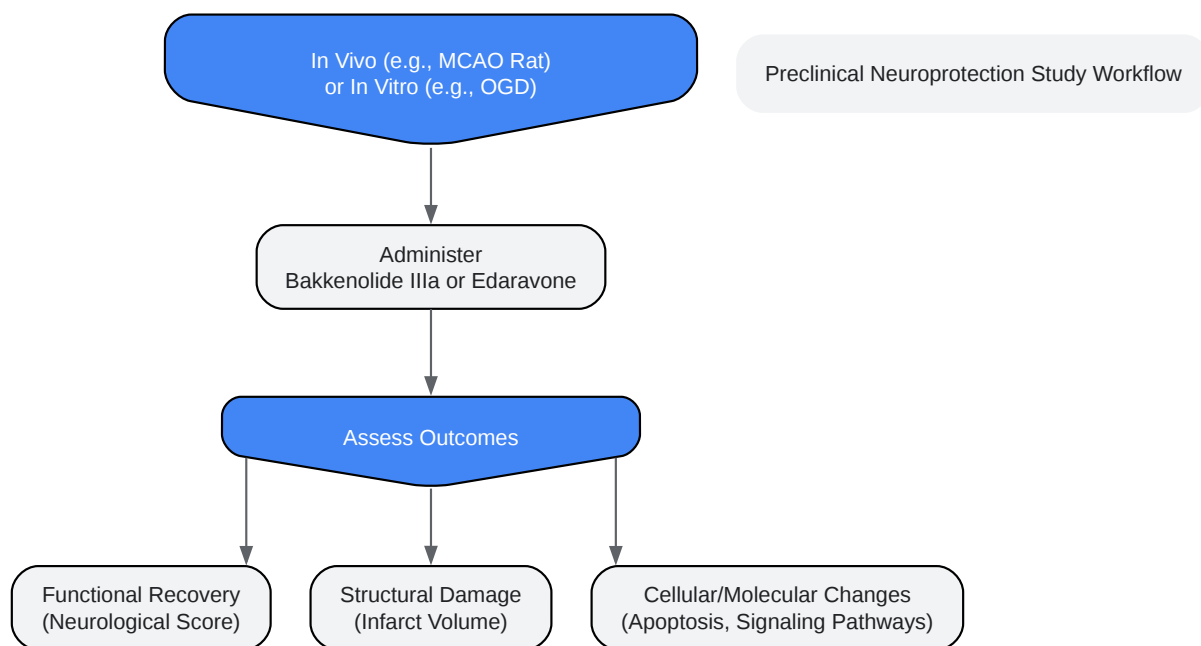 In Vivo (e.g., MCAO Rat)
or In Vitro (e.g., OGD)
Preclinical Neuroprotection Study Workflow
Administer
Bakkenolide IIIa or Edaravone
Assess Outcomes
Functional Recovery
(Neurological Score)
Structural Damage
(Infarct Volume)
Cellular/Molecular Changes
(Apoptosis, Signaling Pathways)